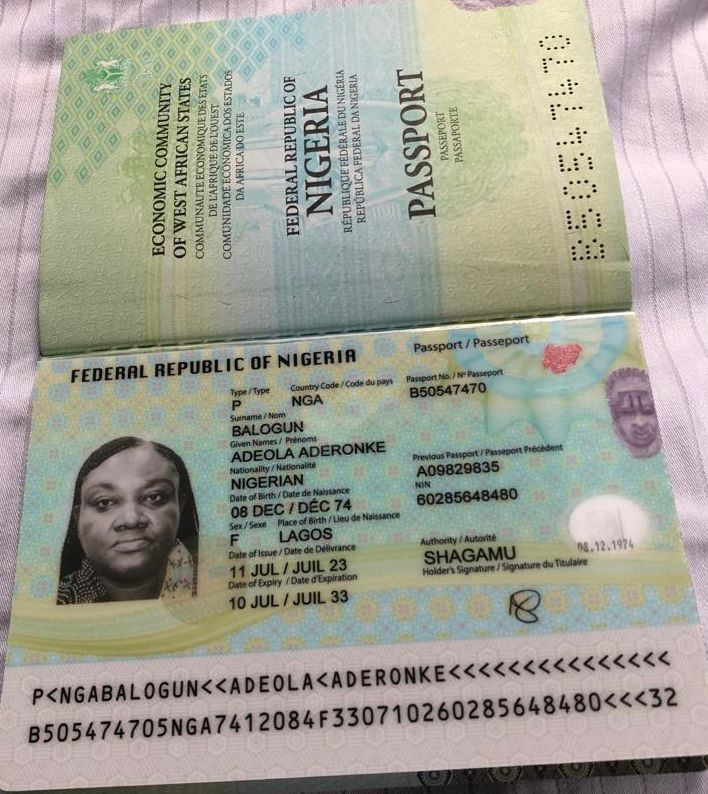 ECONOMIC COMMUNITY
OF WEST AFRICAN STATES
COMMUNAUTE ECONOMIQUE DES ETATS
DE L'AFRIQUE DE L'OUEST
COMUNIDADE ECONOMICA DOS ESTADOS
DA AFRICA DO ESTE
FEDERAL REPUBLIC OF
NIGERIA
RÉPUBLIQUE FÉDÉRALE DU NIGÉRIA
REPÚBLICA FEDERAL DA NIGERIA
PASSPORT
PASSEPORT
PASSAPORTE
B50547470
FEDERAL REPUBLIC OF NIGERIA
Passport / Passeport
Type / Type Country Code / Code du pays Passport No. / N° Passeport
P NGA B50547470
Surname / Nom
BALOGUN
Given Names / Prénoms
ADEOLA ADERONKE
Nationality / Nationalité Previous Passport / Passeport Précédent
NIGERIAN A09829835
Date of Birth / Date de Naissance NIN
08 DEC / DÉC 74 60285648480
Sex / Sexe Place of Birth / Lieu de Naissance
F LAGOS
Date of Issue / Date de Délivrance Authority / Autorité
11 JUL / JUIL 23 SHAGAMU
08.12.1974
Date of Expiry / Date d'Expiration Holder's Signature / Signature du Titulaire
10 JUL / JUIL 33
P<NGABALOGUN<<ADEOLA<ADERONKE<<<<<<<<<<<<<<<
B505474705NGA7412084F330710260285648480<<<32